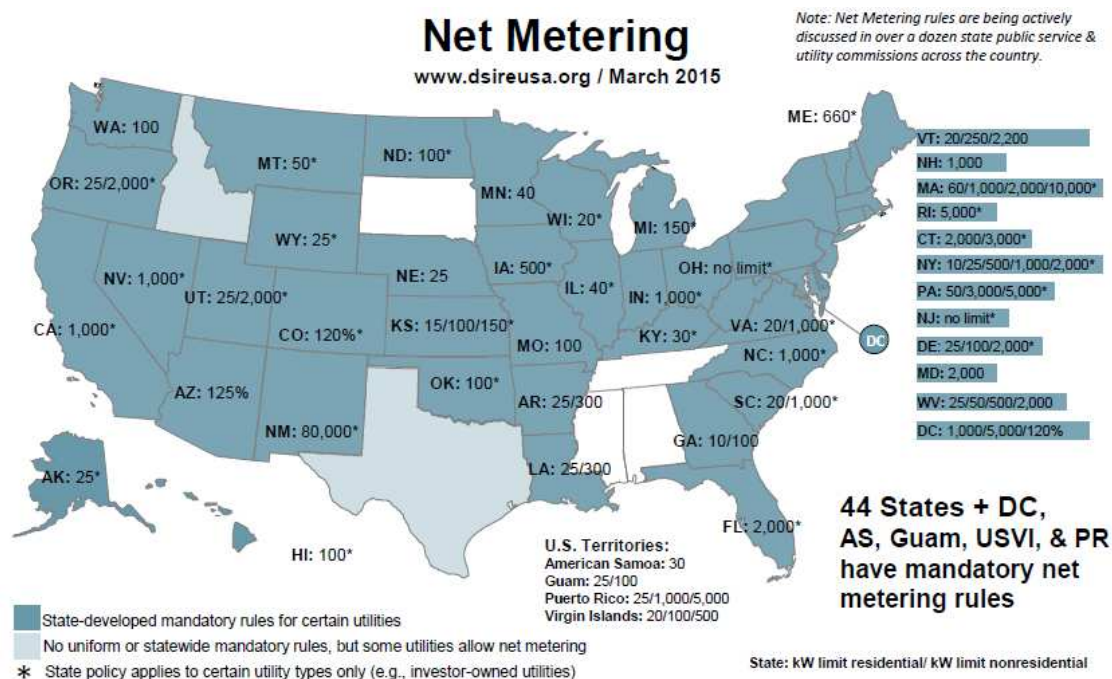 Net Metering
www.dsireusa.org / March 2015
Note: Net Metering rules are being actively
discussed in over a dozen state public service &
utility commissions across the country.
WA: 100
OR: 25/2,000*
MT: 50*
ND: 100*
MN: 40
WI: 20*
MI: 150*
ME: 660*
WY: 25*
NV: 1,000*
UT: 25/2,000*
NE: 25
IA: 500*
IL: 40*
IN: 1,000*
OH: no limit*
CA: 1,000*
CO: 120%*
KS: 15/100/150*
MO: 100
KY: 30*
VA: 20/1,000*
DC
NC: 1,000*
AZ: 125%
NM: 80,000*
OK: 100*
AR: 25/300
SC: 20/1,000*
GA: 10/100
LA: 25/300
AK: 25*
HI: 100*
FL: 2,000*
VT: 20/250/2,200
NH: 1,000
MA: 60/1,000/2,000/10,000*
RI: 5,000*
CT: 2,000/3,000*
NY: 10/25/500/1,000/2,000*
PA: 50/3,000/5,000*
NJ: no limit*
DE: 25/100/2,000*
MD: 2,000
WV: 25/50/500/2,000
DC: 1,000/5,000/120%
U.S. Territories:
American Samoa: 30
Guam: 25/100
Puerto Rico: 25/1,000/5,000
Virgin Islands: 20/100/500
44 States + DC,
AS, Guam, USVI, & PR
have mandatory net
metering rules
State-developed mandatory rules for certain utilities
No uniform or statewide mandatory rules, but some utilities allow net metering
* State policy applies to certain utility types only (e.g., investor-owned utilities)
State: kW limit residential/ kW limit nonresidential